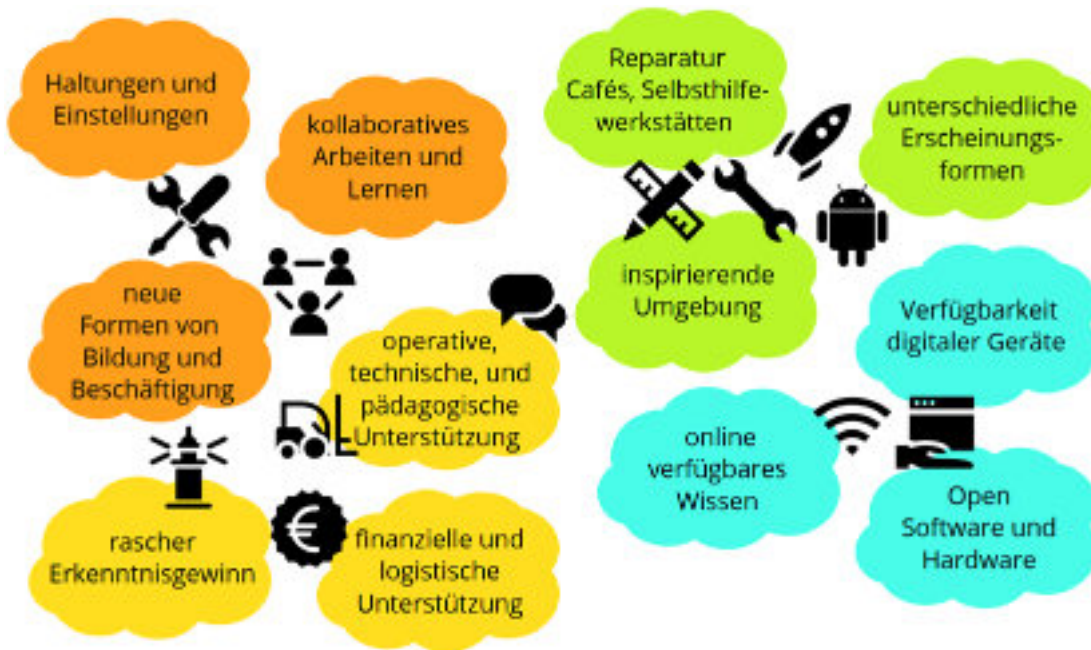 Haltungen und
Einstellungen
kollaboratives
Arbeiten und
Lernen
neue
Formen von
Bildung und
Beschäftigung
operative,
technische, und
pädagogische
Unterstützung
rascher
Erkenntnisgewinn
€
finanzielle und
logistische
Unterstützung
Reparatur
Cafés, Selbsthilfe-
werkstätten
unterschiedliche
Erscheinungs-
formen
inspirierende
Umgebung
Verfügbarkeit
digitaler Geräte
online
verfügbares
Wissen
Open
Software und
Hardware